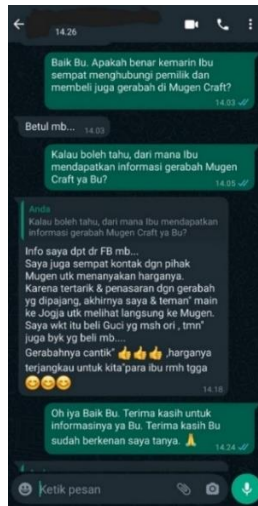 14.26
Baik Bu. Apakah benar kemarin Ibu
sempat menghubungi pemilik dan
membeli juga gerabah di Mugen Craft?
14.03
Betul mb... 14.03
Kalau boleh tahu, dari mana Ibu
mendapatkan informasi gerabah Mugen
Craft ya Bu?
14.05
Anda
Kalau boleh tahu, dari mana Ibu mendapatkan
informasi gerabah Mugen Craft ya Bu?
Info saya dpt dr FB mb...
Saya juga sempat kontak dgn pihak
Mugen utk menanyakan harganya.
Karena tertarik & penasaran dgn gerabah
yg dipajang, akhirnya saya & teman" main
ke Jogja utk melihat langsung ke Mugen.
Saya wkt itu beli Guci yg msh ori , tmn"
juga byk yg beli mb....
Gerabahnya cantik" 👍👍👍 ,harganya
terjangkau untuk kita"para ibu rmh tgga
😊😊😊
14.18
Oh iya Baik Bu. Terima kasih untuk
informasinya ya Bu. Terima kasih Bu
sudah berkenan saya tanya. 🙏
14.24
Ketik pesan